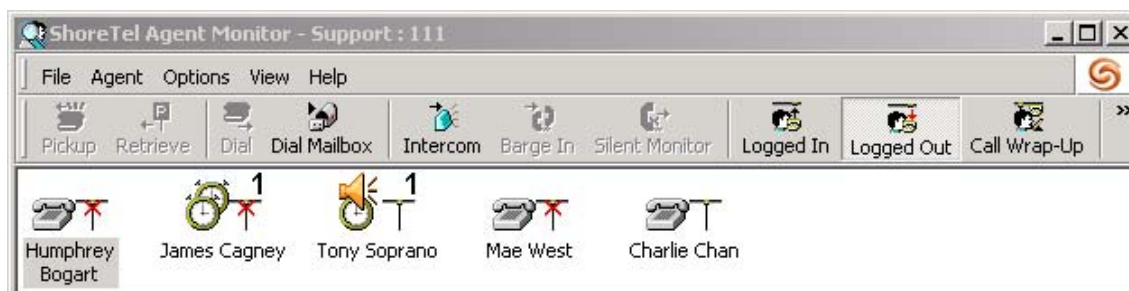 ShoreTel Agent Monitor - Support : 111
File Agent Options View Help
Pickup Retrieve Dial Dial Mailbox Intercom Barge In Silent Monitor Logged In Logged Out Call Wrap-Up »
1 1
Humphrey Bogart
James Cagney
Tony Soprano
Mae West
Charlie Chan